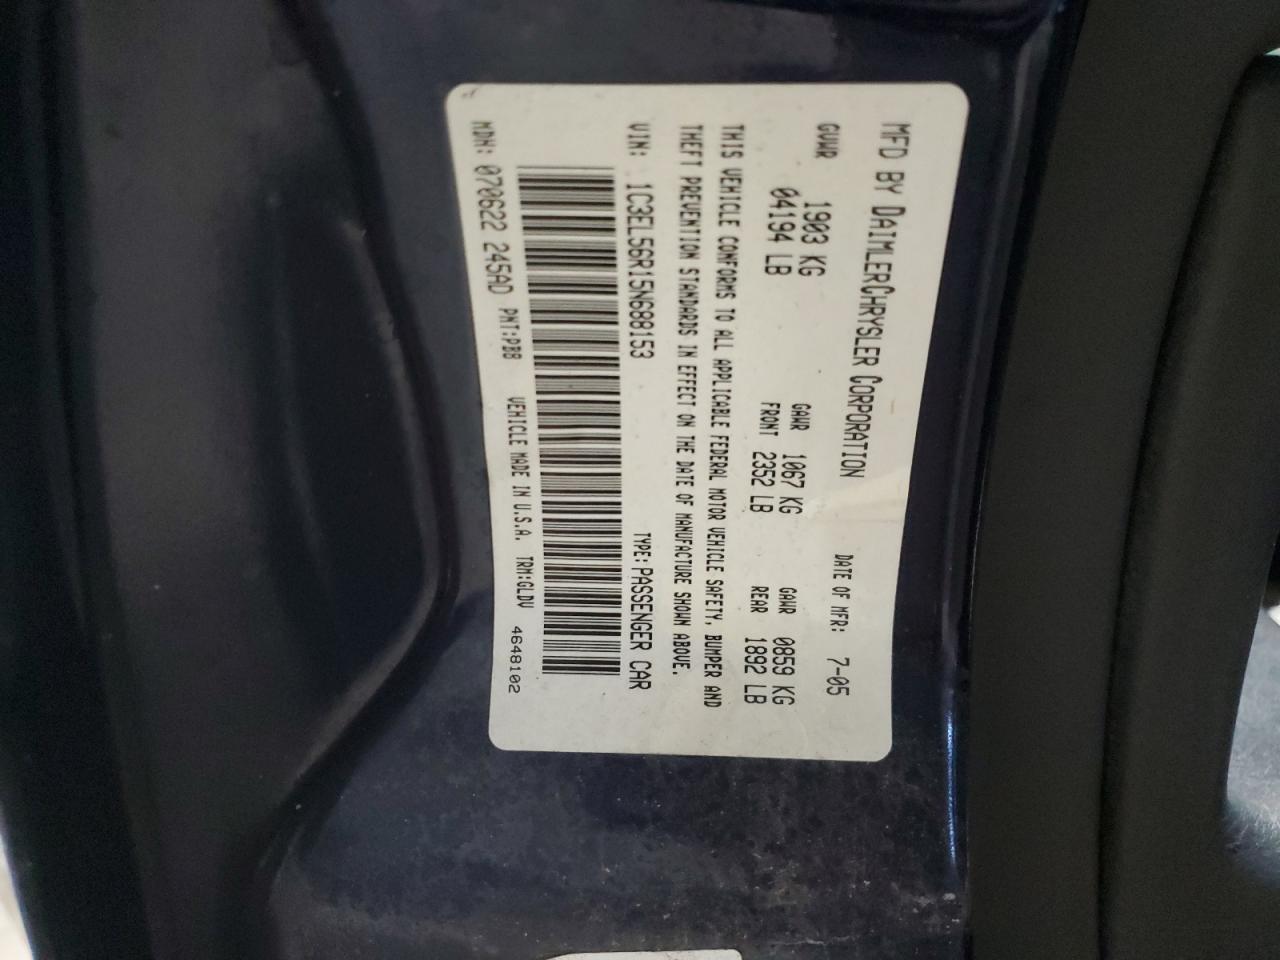 MFD BY DAIMLERCHRYSLER CORPORATION DATE OF MFR: 7-05
GVWR 1903 KG GAWR 1067 KG GAWR 0859 KG
04194 LB FRONT 2352 LB REAR 1892 LB
THIS VEHICLE CONFORMS TO ALL APPLICABLE FEDERAL MOTOR VEHICLE SAFETY, BUMPER AND
THEFT PREVENTION STANDARDS IN EFFECT ON THE DATE OF MANUFACTURE SHOWN ABOVE.
VIN: 1C3EL56R15N688153 TYPE: PASSENGER CAR
MDH: 070622 245AD PNT:PB8 VEHICLE MADE IN U.S.A. TRM:GLDV 4648102